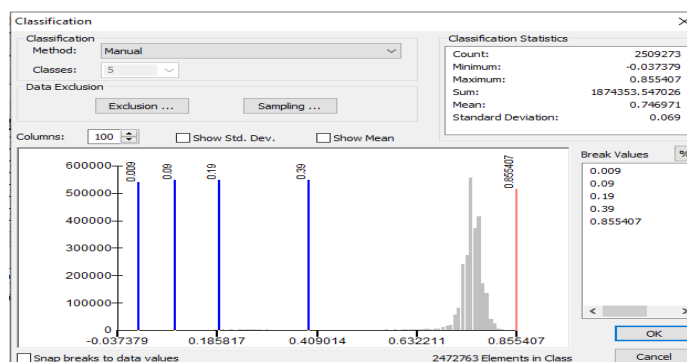 Classification
Classification
Method: Manual
Classes: 5
Data Exclusion
Exclusion ... Sampling ...
Classification Statistics
Count: 2509273
Minimum: -0.037379
Maximum: 0.855407
Sum: 1874353.547026
Mean: 0.746971
Standard Deviation: 0.069
Columns: 100 Show Std. Dev. Show Mean
600000
500000
400000
300000
200000
100000
0
0.009
0.09
0.19
0.39
0.855407
-0.037379 0.185817 0.409014 0.632211 0.855407
Break Values %
0.009
0.09
0.19
0.39
0.855407
OK
Cancel
Snap breaks to data values 2472763 Elements in Class